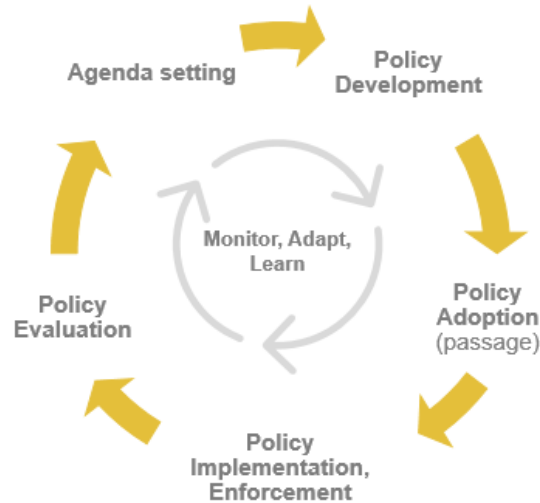 Agenda setting
Policy
Development
Policy
Adoption
(passage)
Policy
Implementation,
Enforcement
Policy
Evaluation
Monitor, Adapt,
Learn